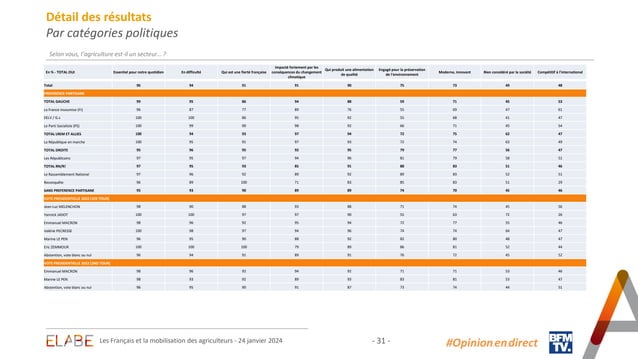 Détail des résultats
Par catégories politiques
Selon vous, l'agriculture est-il un secteur… ?
En % - TOTAL OUI Essentiel pour notre quotidien En difficulté Qui est une fierté française Impacté fortement par les conséquences du changement climatique Qui produit une alimentation de qualité Engagé pour la préservation de l'environnement Moderne, innovant Bien considéré par la société Compétitif à l'international
Total 96 94 91 91 90 75 73 49 48
PREFERENCE PARTISANE
TOTAL GAUCHE 99 95 86 94 88 59 71 45 53
La France insoumise (FI) 96 87 77 89 76 55 69 47 61
EELV / G.s 100 100 86 95 92 55 68 41 47
Le Parti Socialiste (PS) 100 99 90 98 92 66 71 45 54
TOTAL LREM ET ALLIES 100 94 93 97 94 72 75 62 47
La République en marche 100 95 91 97 93 72 74 62 49
TOTAL DROITE 95 96 95 92 95 79 77 56 47
Les Républicains 97 95 97 94 96 81 79 58 51
TOTAL RN/R! 97 95 93 85 91 88 83 51 46
Le Rassemblement National 97 96 92 89 92 89 83 52 51
Reconquête 96 89 100 71 83 85 83 51 29
SANS PREFERENCE PARTISANE 95 93 90 89 89 74 70 46 46
VOTE PRESIDENTIELLE 2022 (1ER TOUR)
Jean-Luc MELENCHON 98 90 88 93 88 71 74 45 56
Yannick JADOT 100 100 97 97 90 55 63 72 26
Emmanuel MACRON 98 96 92 95 94 72 77 55 46
Valérie PECRESSE 100 98 97 94 96 74 74 64 47
Marine LE PEN 96 95 90 88 92 82 80 48 47
Eric ZEMMOUR 100 100 100 79 89 86 81 52 44
Abstention, vote blanc ou nul 96 94 91 89 91 76 72 45 52
VOTE PRESIDENTIELLE 2022 (2ND TOUR)
Emmanuel MACRON 98 96 92 94 92 71 71 53 46
Marine LE PEN 98 93 92 89 92 83 81 53 47
Abstention, vote blanc ou nul 96 95 90 91 87 73 74 44 51
ELABE Les Français et la mobilisation des agriculteurs - 24 janvier 2024 - 31 - #Opinion en direct BFM TV.